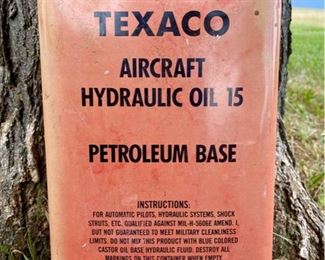 TEXACO
AIRCRAFT
HYDRAULIC OIL 15
PETROLEUM BASE
INSTRUCTIONS:
FOR AUTOMATIC PILOTS, HYDRAULIC SYSTEMS, SHOCK
STRUTS, ETC. QUALIFIED AGAINST MIL-H-5606E AMEND. I,
BUT NOT GUARANTEED TO MEET MILITARY CLEANLINESS
LIMITS. DO NOT MIX THIS PRODUCT WITH BLUE COLORED
CASTOR OIL BASE HYDRAULIC FLUID. DESTROY ALL
MARKINGS ON THIS CONTAINER WHEN EMPTY